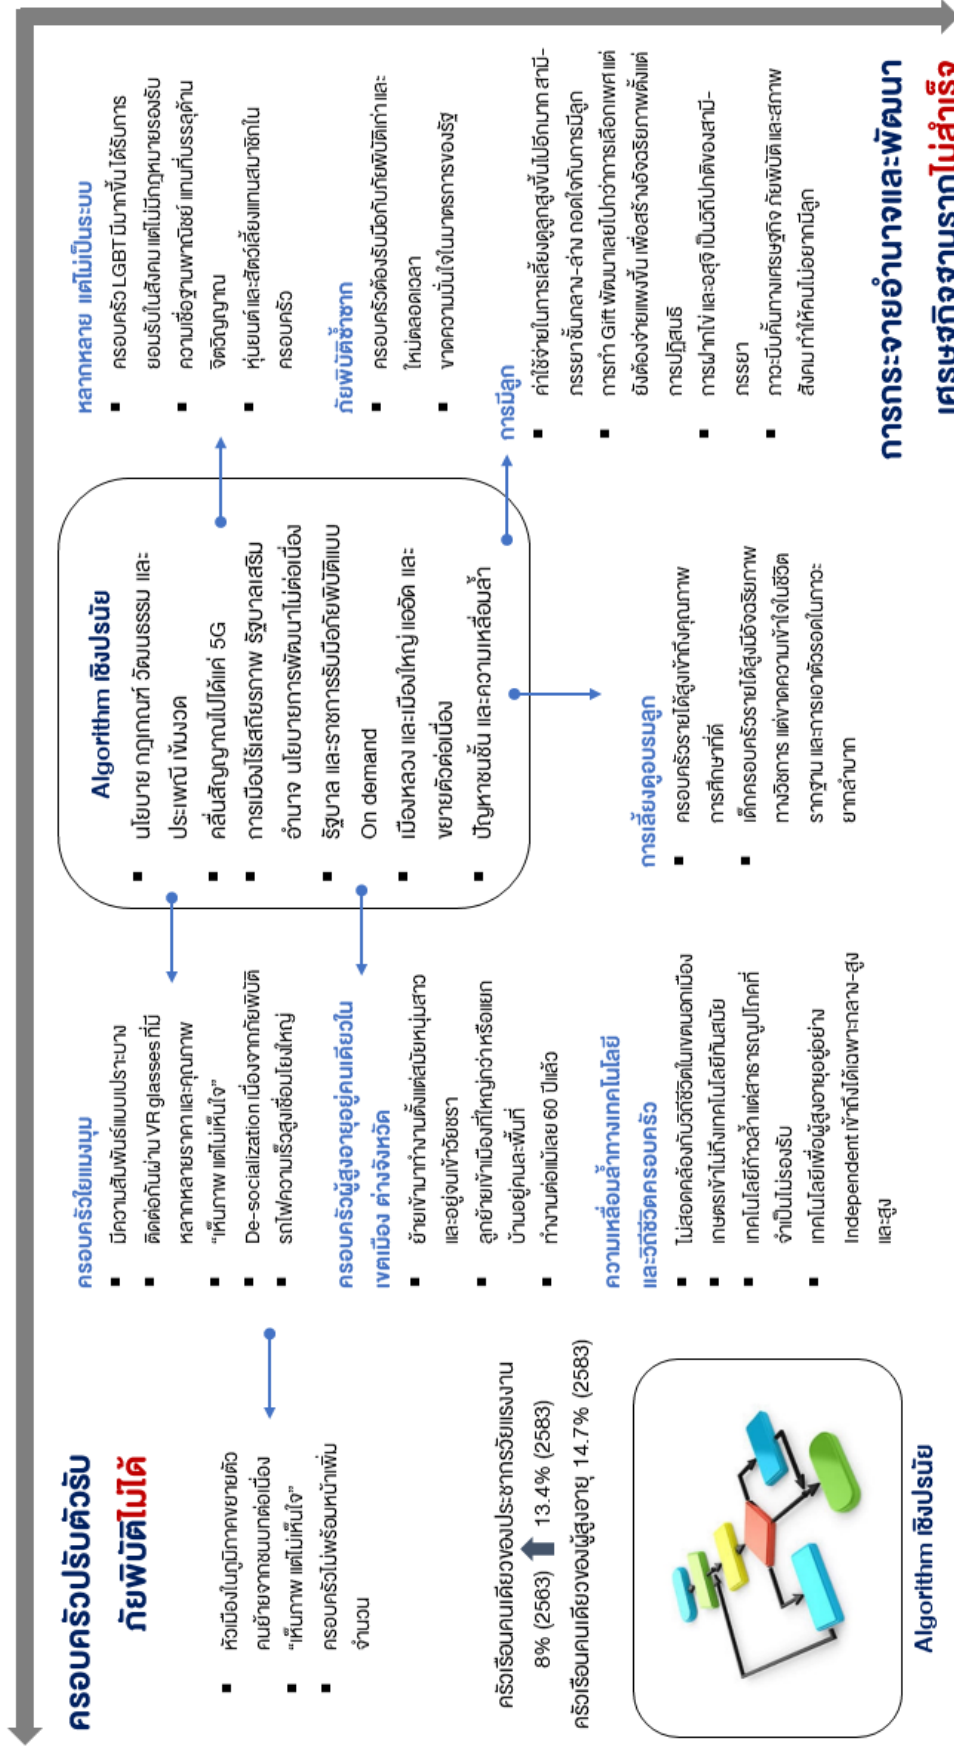 ครอบครัวปรับตัวรับ
ภัยพิบัติไม่ได้
หัวเมืองในภูมิภาคขยายตัว
คนย้ายจากชนบทต่อเนื่อง
“เห็นภาพ แต่ไม่เห็นใจ”
ครอบครัวไม่พร้อมหน้าเพิ่ม
จำนวน
ครัวเรือนคนเดียวของประชากรวัยแรงงาน
8% (2563) 13.4% (2583)
ครัวเรือนคนเดียวของผู้สูงอายุ 14.7% (2583)
Algorithm เชิงปรนัย
ครอบครัวใยแมงมุม
มีความสัมพันธ์แบบเปราะบาง
ติดต่อกันผ่าน VR glasses ที่มี
หลากหลายราคา และคุณภาพ
“เห็นภาพ แต่ไม่เห็นใจ”
De-socialization เนื่องจากภัยพิบัติ
รถไฟความเร็วสูงเชื่อมโยงใหญ่
ครอบครัวผู้สูงอายุอยู่คนเดียวใน
เขตเมือง ต่างจังหวัด
ย้ายเข้ามาทำงานตั้งแต่สมัยหนุ่มสาว
และอยู่จนเข้าวัยชรา
ลูกย้ายเข้าเมืองที่ใหญ่กว่า หรือแยก
บ้านอยู่คนละพื้นที่
ทำงานต่อแม้เลย 60 ปีแล้ว
ความเหลื่อมล้ำทางเทคโนโลยี
และวิถีชีวิตครอบครัว
ไม่สอดคล้องกับวิถีชีวิตในเขตนอกเมือง
เกษตรเข้าไม่ถึงเทคโนโลยีทันสมัย
เทคโนโลยีก้าวล้ำ แต่สาธารณูปโภคที่
จำเป็นไม่รองรับ
เทคโนโลยีเพื่อผู้สูงอายุอยู่อย่าง
Independent เข้าถึงได้เฉพาะกลาง-สูง
และสูง
Algorithm เชิงปรนัย
นโยบาย กฎเกณฑ์ วัฒนธรรม และ
ประเพณี เข้มงวด
คลื่นสัญญาณไปได้แค่ 5G
การเมืองไร้เสถียรภาพ รัฐบาลเสริม
อำนาจ นโยบายการพัฒนาไม่ต่อเนื่อง
รัฐบาล และราชการรับมือภัยพิบัติแบบ
On demand
เมืองหลวง และเมืองใหญ่ แออัด และ
ขยายตัวต่อเนื่อง
ปัญหาชนชั้น และความเหลื่อมล้ำ
การเลี้ยงดูอบรมลูก
ครอบครัวรายได้สูงเข้าถึงคุณภาพ
การศึกษาที่ดี
เด็กครอบครัวรายได้สูงมีอัจฉริยภาพ
ทางวิชาการ แต่ขาดความเข้าใจในชีวิต
รากฐาน และการเอาตัวรอดในภาวะ
ยากลำบาก
หลากหลาย แต่ไม่เป็นระบบ
ครอบครัว LGBT มีมากขึ้น ได้รับการ
ยอมรับในสังคม แต่ไม่มีกฎหมายรองรับ
ความเชื่อฐานพาณิชย์ แทนที่บรรลุด้าน
จิตวิญญาณ
หุ่นยนต์ และสัตว์เลี้ยงแทนสมาชิกใน
ครอบครัว
ภัยพิบัติซ้ำซาก
ครอบครัวต้องรับมือกับภัยพิบัติเก่า และ
ใหม่ตลอดเวลา
ขาดความมั่นใจในมาตรการของรัฐ
การมีลูก
ค่าใช้จ่ายในการเลี้ยงดูลูกสูงขึ้นไปอีกมาก สามี-
ภรรยา ชั้นกลาง-ล่าง ถอดใจกับการมีลูก
การทำ Gift พัฒนาเลยไปกว่าการเลือกเพศ แต่
ยังต้องจ่ายแพงขึ้น เพื่อสร้างอัจฉริยภาพตั้งแต่
การปฏิสนธิ
การฝากไข่ และอสุจิ เป็นวิถีปกติของสามี-
ภรรยา
ภาวะบีบคั้นทางเศรษฐกิจ ภัยพิบัติ และสภาพ
สังคม ทำให้คนไม่อยากมีลูก
การกระจายอำนาจและพัฒนา
เศรษฐกิจฐานรากไม่สำเร็จ